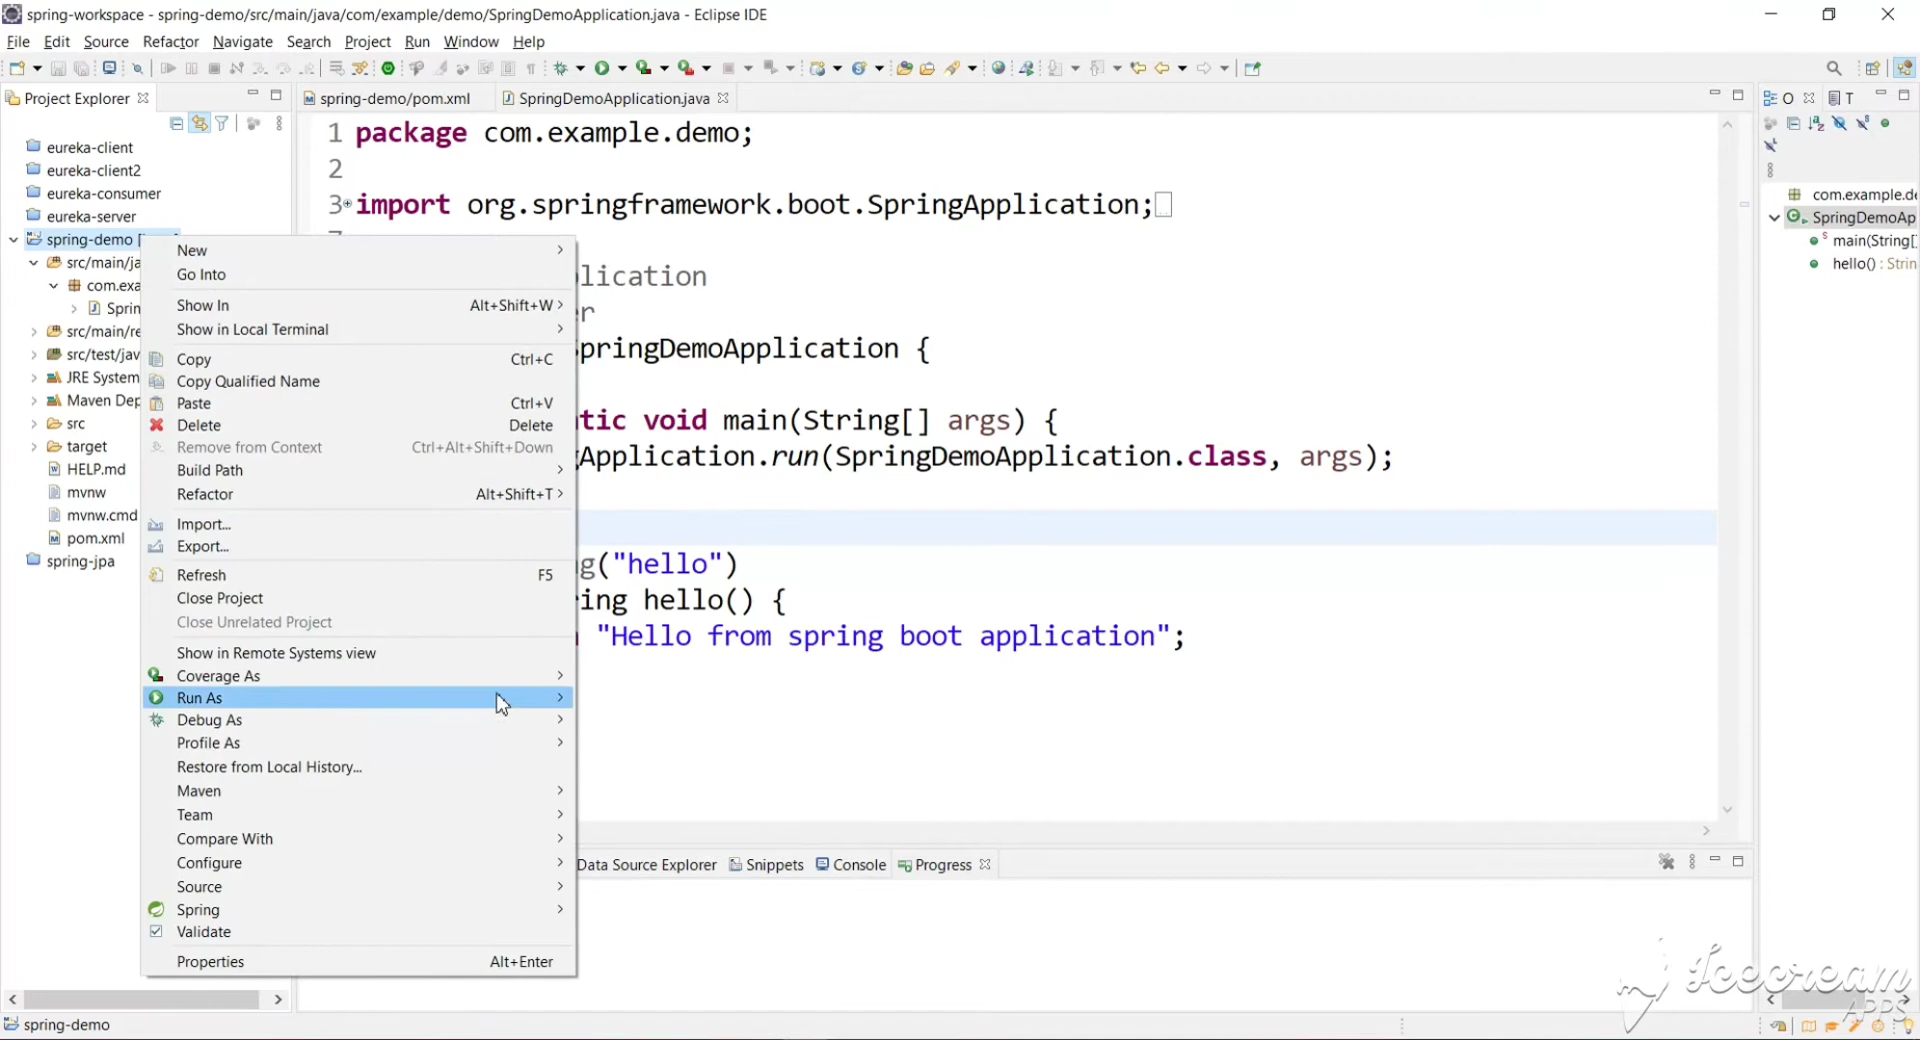 spring-workspace - spring-demo/src/main/java/com/example/demo/SpringDemoApplication.java - Eclipse IDE
File Edit Source Refactor Navigate Search Project Run Window Help
Project Explorer
spring-demo/pom.xml
SpringDemoApplication.java
O
T
eureka-client
eureka-client2
eureka-consumer
eureka-server
spring-demo [
src/main/ja
com.exa
Sprin
src/main/re
src/test/jav
JRE System
Maven Dep
src
target
HELP.md
mvnw
mvnw.cmd
pom.xml
spring-jpa
New
Go Into
Show In Alt+Shift+W
Show in Local Terminal
Copy Ctrl+C
Copy Qualified Name
Paste Ctrl+V
Delete Delete
Remove from Context Ctrl+Alt+Shift+Down
Build Path
Refactor Alt+Shift+T
Import...
Export...
Refresh F5
Close Project
Close Unrelated Project
Show in Remote Systems view
Coverage As
Run As
Debug As
Profile As
Restore from Local History...
Maven
Team
Compare With
Configure
Source
Spring
Validate
Properties Alt+Enter
1 package com.example.demo;
2
3 import org.springframework.boot.SpringApplication;
lication
er
SpringDemoApplication {
tic void main(String[] args) {
gApplication.run(SpringDemoApplication.class, args);
g("hello")
ing hello() {
"Hello from spring boot application";
Data Source Explorer Snippets Console Progress
com.example.de
SpringDemoAp
main(String[
hello() : Strin
spring-demo
Icecream
APPS